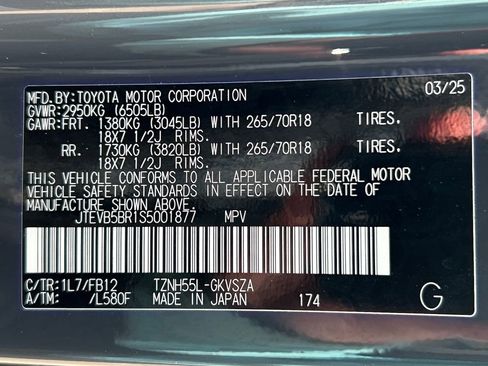 MFD.BY:TOYOTA MOTOR CORPORATION 03/25
GVWR:2950KG (6505LB)
GAWR:FRT. 1380KG (3045LB) WITH 265/70R18 TIRES.
18X7 1/2J RIMS.
RR. 1730KG (3820LB) WITH 265/70R18 TIRES.
18X7 1/2J RIMS.
THIS VEHICLE CONFORMS TO ALL APPLICABLE FEDERAL MOTOR
VEHICLE SAFETY STANDARDS IN EFFECT ON THE DATE OF
MANUFACTURE SHOWN ABOVE.
JTEVB5BR1S5001877 MPV
C/TR:1L7/FB12 TZNH55L-GKVSZA
A/TM: /L580F MADE IN JAPAN 174 G